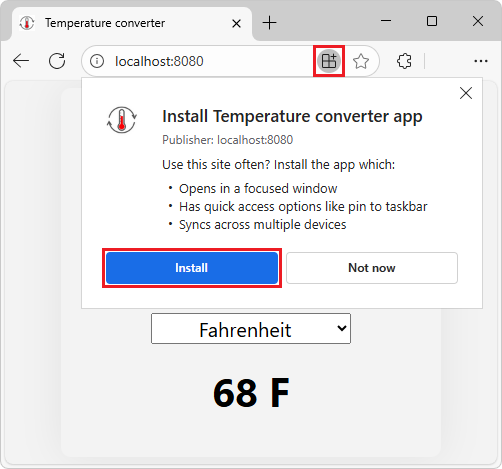 Temperature converter
localhost:8080
Install Temperature converter app
Publisher: localhost:8080
Use this site often? Install the app which:
• Opens in a focused window
• Has quick access options like pin to taskbar
• Syncs across multiple devices
Install
Not now
Fahrenheit
68 F